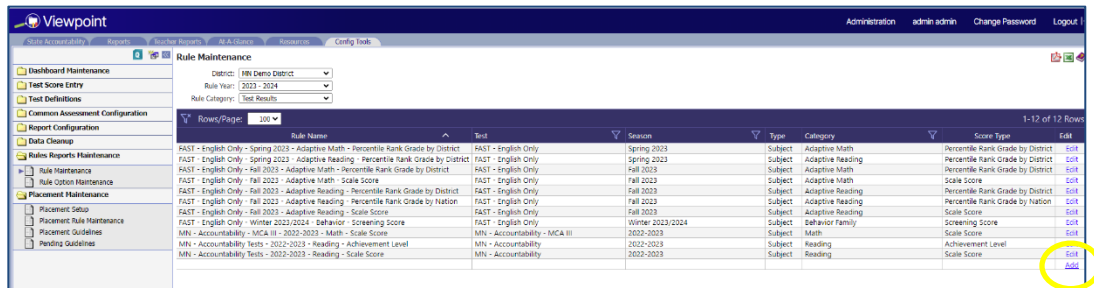 Viewpoint
Administration admin admin Change Password Logout
State Accountability Reports Teacher Reports At-A-Glance Resources Config Tools
Rule Maintenance
Dashboard Maintenance
Test Score Entry
Test Definitions
Common Assessment Configuration
Report Configuration
Data Cleanup
Rules Reports Maintenance
Rule Maintenance
Rule Option Maintenance
Placement Maintenance
Placement Setup
Placement Rule Maintenance
Placement Guidelines
Pending Guidelines
District: MN Demo District
Rule Year: 2023 - 2024
Rule Category: Test Results
Rows/Page: 100 1-12 of 12 Rows
Rule Name Test Season Type Category Score Type Edit
FAST - English Only - Spring 2023 - Adaptive Math - Percentile Rank Grade by District FAST - English Only Spring 2023 Subject Adaptive Math Percentile Rank Grade by District Edit
FAST - English Only - Spring 2023 - Adaptive Reading - Percentile Rank Grade by District FAST - English Only Spring 2023 Subject Adaptive Reading Percentile Rank Grade by District Edit
FAST - English Only - Fall 2023 - Adaptive Math - Percentile Rank Grade by District FAST - English Only Fall 2023 Subject Adaptive Math Percentile Rank Grade by District Edit
FAST - English Only - Fall 2023 - Adaptive Math - Scale Score FAST - English Only Fall 2023 Subject Adaptive Math Scale Score Edit
FAST - English Only - Fall 2023 - Adaptive Reading - Percentile Rank Grade by District FAST - English Only Fall 2023 Subject Adaptive Reading Percentile Rank Grade by District Edit
FAST - English Only - Fall 2023 - Adaptive Reading - Percentile Rank Grade by Nation FAST - English Only Fall 2023 Subject Adaptive Reading Percentile Rank Grade by Nation Edit
FAST - English Only - Fall 2023 - Adaptive Reading - Scale Score FAST - English Only Fall 2023 Subject Adaptive Reading Scale Score Edit
FAST - English Only - Winter 2023/2024 - Behavior - Screening Score FAST - English Only Winter 2023/2024 Subject Behavior Family Screening Score Edit
MN - Accountability - MCA III - 2022-2023 - Math - Scale Score MN - Accountability - MCA III 2022-2023 Subject Math Scale Score Edit
MN - Accountability Tests - 2022-2023 - Reading - Achievement Level MN - Accountability 2022-2023 Subject Reading Achievement Level
MN - Accountability Tests - 2022-2023 - Reading - Scale Score MN - Accountability 2022-2023 Subject Reading Scale Score Edit
Add